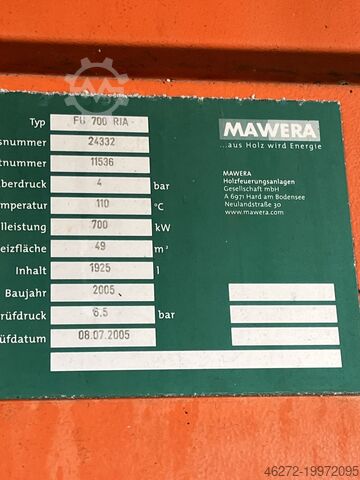 Typ FU 700 RIA
snummer 24332
tnummer 11536
berdruck 4 bar
mperatur 110 °C
lleistung 700 kW
eizfläche 49 m²
Inhalt 1925 l
Baujahr 2005
rüfdruck 6.5 bar
üfdatum 08.07.2005
MAWERA
...aus Holz wird Energie
MAWERA
Holzfeuerungsanlagen
Gesellschaft mbH
A 6971 Hard am Bodensee
Neulandstraße 30
www.mawera.com
46272-19972095